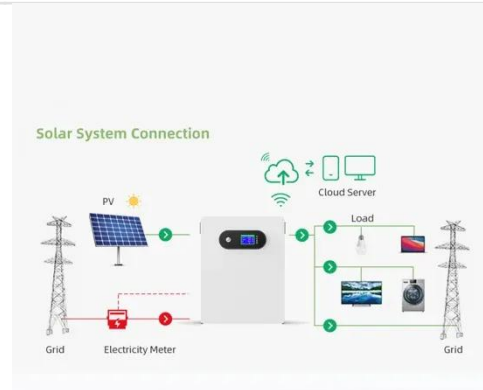 Solar System Connection
Cloud Server
PV
Load
Grid
Electricity Meter
Grid